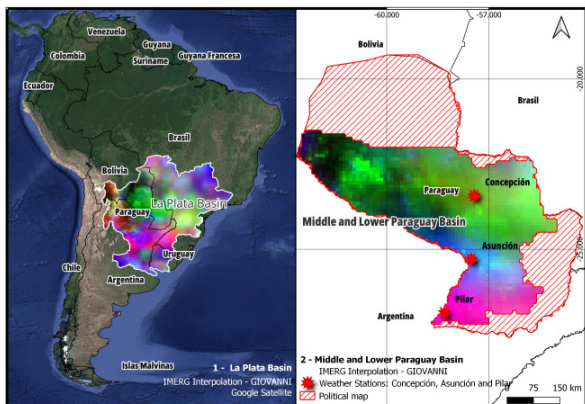 Venezuela
Guyana
Colombia
Suriname
Guyana Francesa
Ecuador
Brasil
Bolivia
La Plata Basin
Paraguay
Chile
Uruguay
Argentina
Islas Malvinas
1 - La Plata Basin
IMERG Interpolation - GIOVANNI
Google Satellite
-60.000
-57.000
Bolivia
-20.000
Brasil
Concepción
Paraguay
Middle and Lower Paraguay Basin
Asunción
-25.000
Pilar
Argentina
2 - Middle and Lower Paraguay Basin
IMERG Interpolation - GIOVANNI
Weather Stations: Concepción, Asunción and Pilar
Political map
0 75 150 km